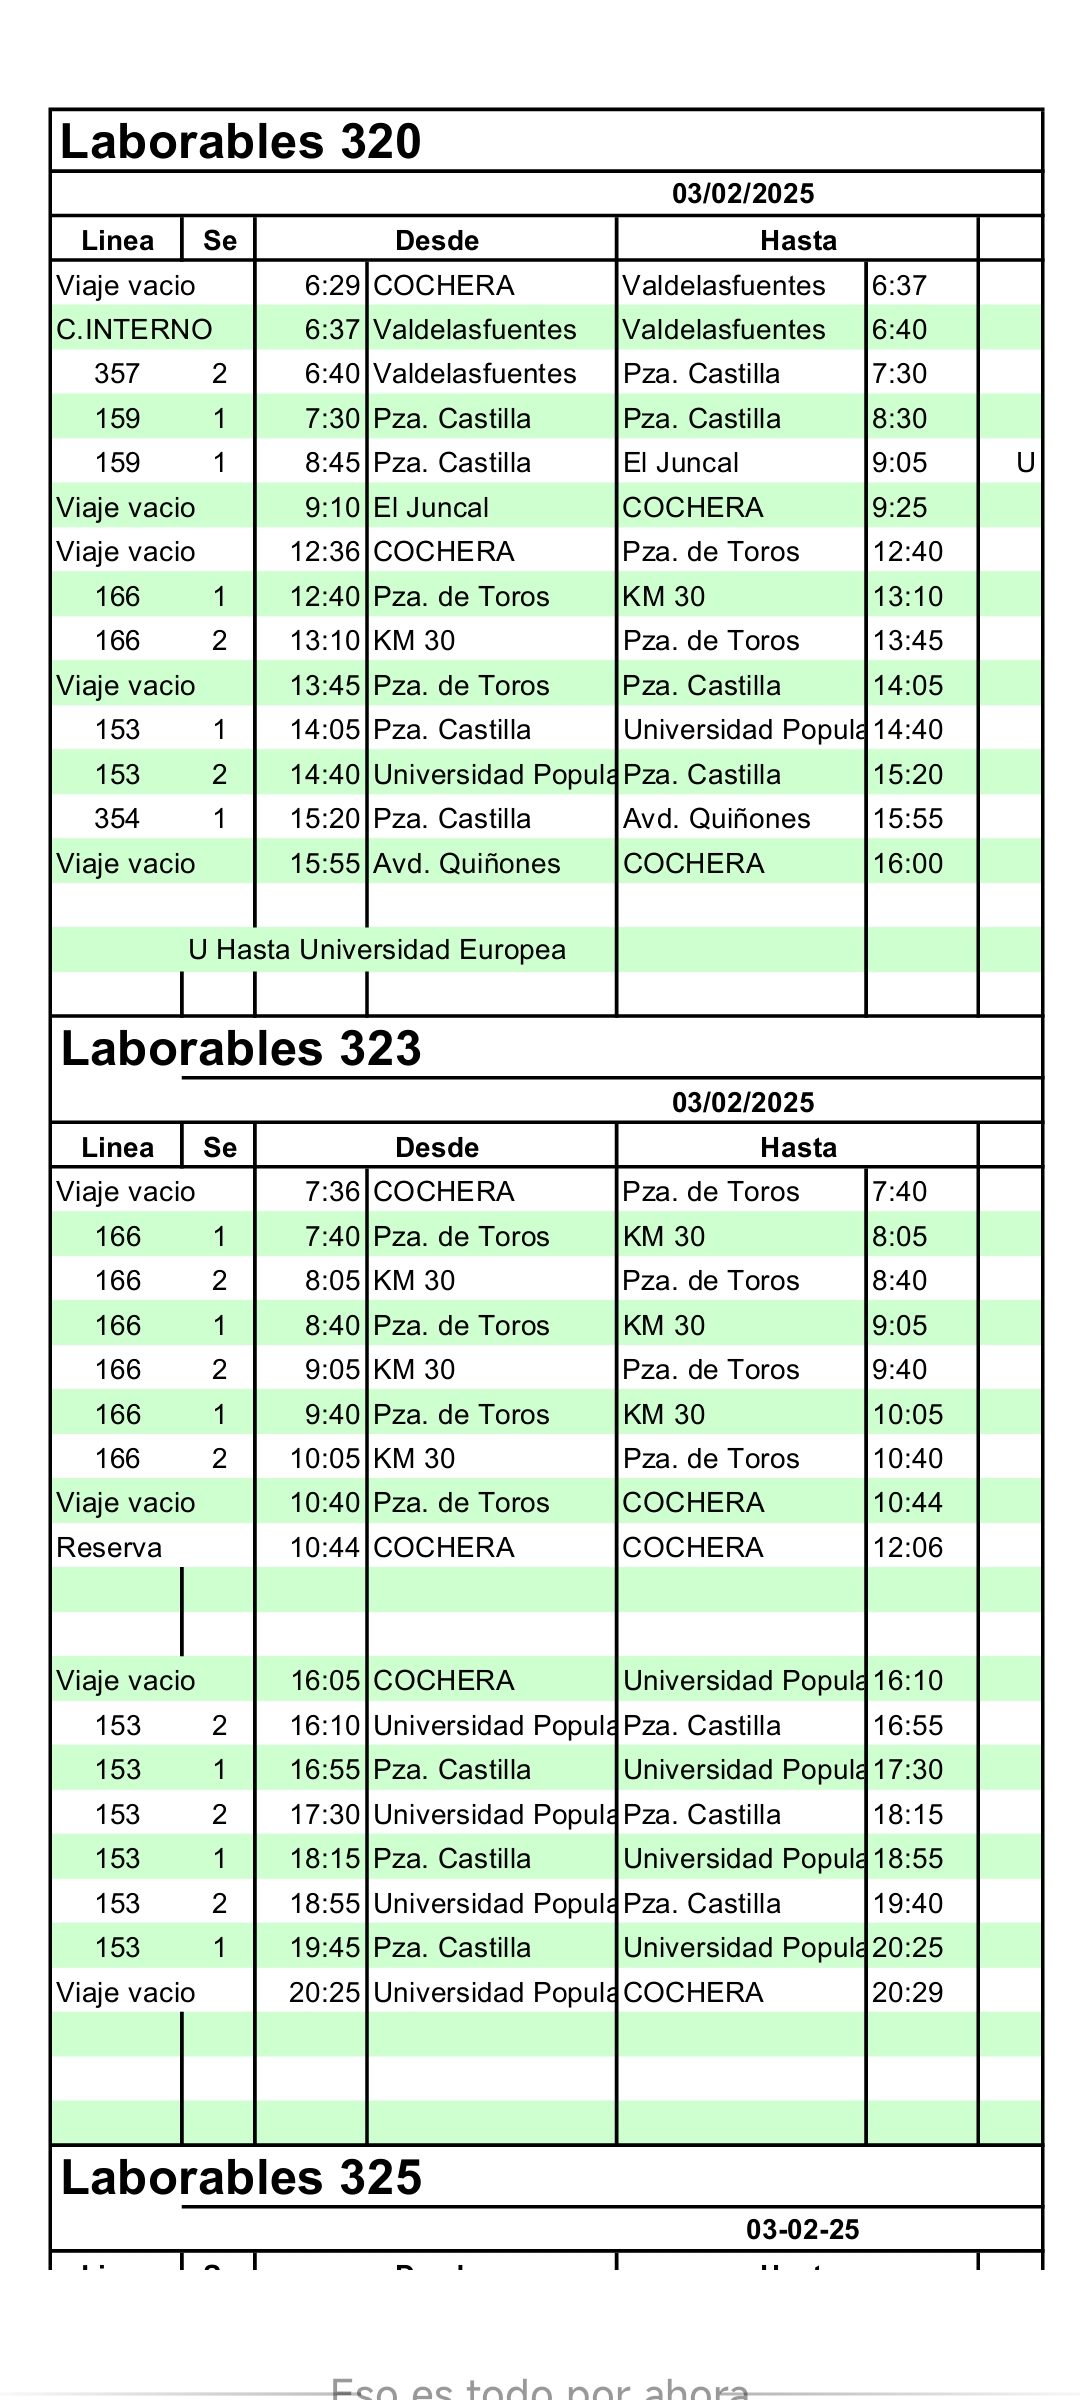 Laborables 320
03/02/2025
Linea Se Desde Hasta
Viaje vacio 6:29 COCHERA Valdelasfuentes 6:37
C.INTERNO 6:37 Valdelasfuentes Valdelasfuentes 6:40
357 2 6:40 Valdelasfuentes Pza. Castilla 7:30
159 1 7:30 Pza. Castilla Pza. Castilla 8:30
159 1 8:45 Pza. Castilla El Juncal 9:05 U
Viaje vacio 9:10 El Juncal COCHERA 9:25
Viaje vacio 12:36 COCHERA Pza. de Toros 12:40
166 1 12:40 Pza. de Toros KM 30 13:10
166 2 13:10 KM 30 Pza. de Toros 13:45
Viaje vacio 13:45 Pza. de Toros Pza. Castilla 14:05
153 1 14:05 Pza. Castilla Universidad Popula 14:40
153 2 14:40 Universidad Popula Pza. Castilla 15:20
354 1 15:20 Pza. Castilla Avd. Quiñones 15:55
Viaje vacio 15:55 Avd. Quiñones COCHERA 16:00
U Hasta Universidad Europea
Laborables 323
03/02/2025
Linea Se Desde Hasta
Viaje vacio 7:36 COCHERA Pza. de Toros 7:40
166 1 7:40 Pza. de Toros KM 30 8:05
166 2 8:05 KM 30 Pza. de Toros 8:40
166 1 8:40 Pza. de Toros KM 30 9:05
166 2 9:05 KM 30 Pza. de Toros 9:40
166 1 9:40 Pza. de Toros KM 30 10:05
166 2 10:05 KM 30 Pza. de Toros 10:40
Viaje vacio 10:40 Pza. de Toros COCHERA 10:44
Reserva 10:44 COCHERA COCHERA 12:06
Viaje vacio 16:05 COCHERA Universidad Popula 16:10
153 2 16:10 Universidad Popula Pza. Castilla 16:55
153 1 16:55 Pza. Castilla Universidad Popula 17:30
153 2 17:30 Universidad Popula Pza. Castilla 18:15
153 1 18:15 Pza. Castilla Universidad Popula 18:55
153 2 18:55 Universidad Popula Pza. Castilla 19:40
153 1 19:45 Pza. Castilla Universidad Popula 20:25
Viaje vacio 20:25 Universidad Popula COCHERA 20:29
Laborables 325
03-02-25
Eso es todo por ahora